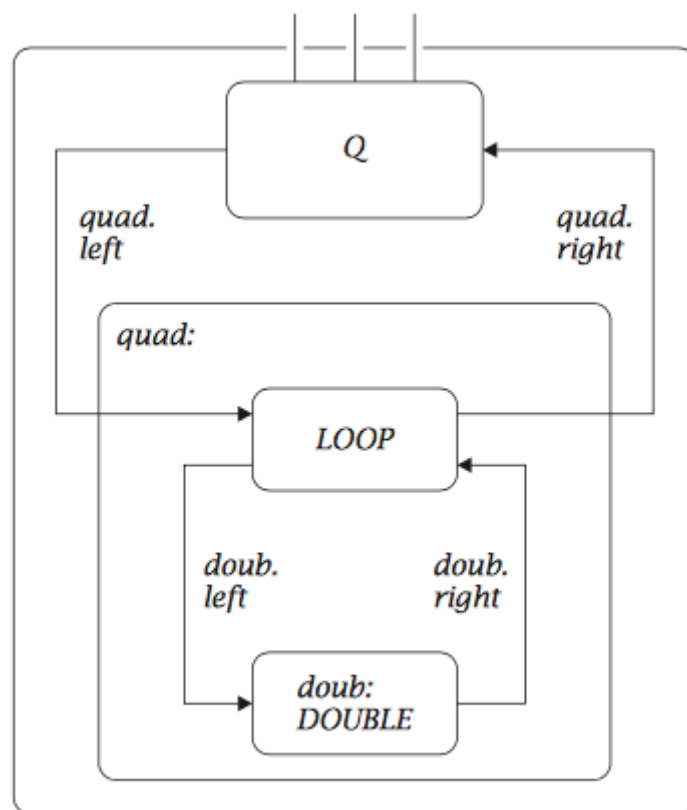 Q
quad.
left
quad.
right
quad:
LOOP
doub.
left
doub.
right
doub:
DOUBLE